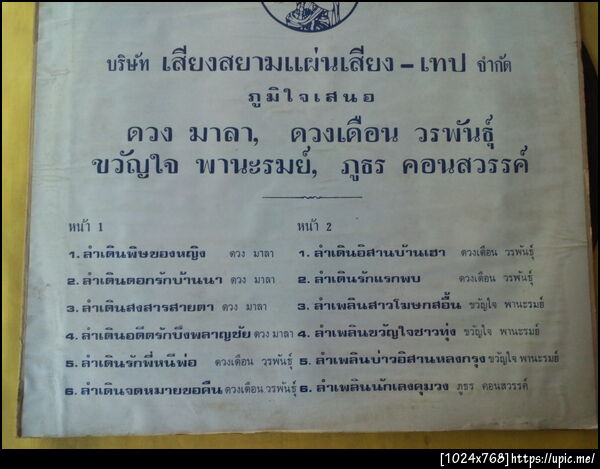 บริษัท เสียงสยามแผ่นเสียง - เทป จำกัด
ภูมิใจเสนอ
ดวง มาลา, ดวงเดือน วรพันธุ์
ขวัญใจ พานะรมย์, ภูธร คอนสวรรค์
หน้า 1
1. ลำเดินพิษของหญิง ดวง มาลา
2. ลำเดินดอกรักบ้านนา ดวง มาลา
3. ลำเดินสงสารสายตา ดวง มาลา
4. ลำเดินอดีตรักบึงพลาญชัย ดวง มาลา
5. ลำเดินรักพี่หนีพ่อ ดวงเดือน วรพันธุ์
6. ลำเดินจดหมายขอคืน ดวงเดือน วรพันธุ์
หน้า 2
1. ลำเดินอิสานบ้านเฮา ดวงเดือน วรพันธุ์
2. ลำเดินรักแรกพบ ดวงเดือน วรพันธุ์
3. ลำเพลินสาวโฆษกสอื้น ขวัญใจ พานะรมย์
4. ลำเพลินขวัญใจชาวทุ่ง ขวัญใจ พานะรมย์
5. ลำเพลินบ่าวอิสานหลงกรุง ขวัญใจ พานะรมย์
6. ลำเพลินนักเลงคุมวง ภูธร คอนสวรรค์
[1024x768]https://upic.me/